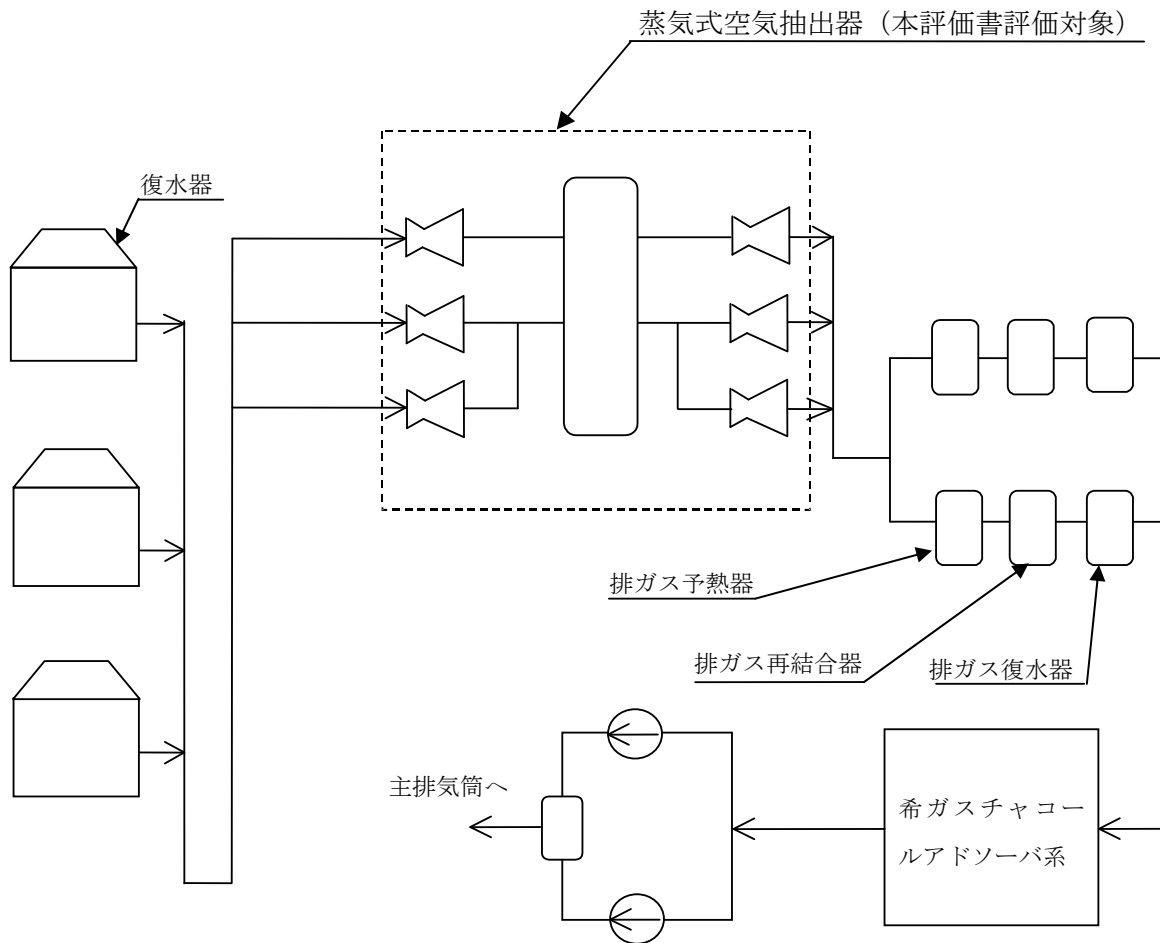 蒸気式空気抽出器（本評価書評価対象）
復水器
排ガス予熱器
排ガス再結合器
排ガス復水器
主排気筒へ
希ガスチャコー
ルアドソーバ系